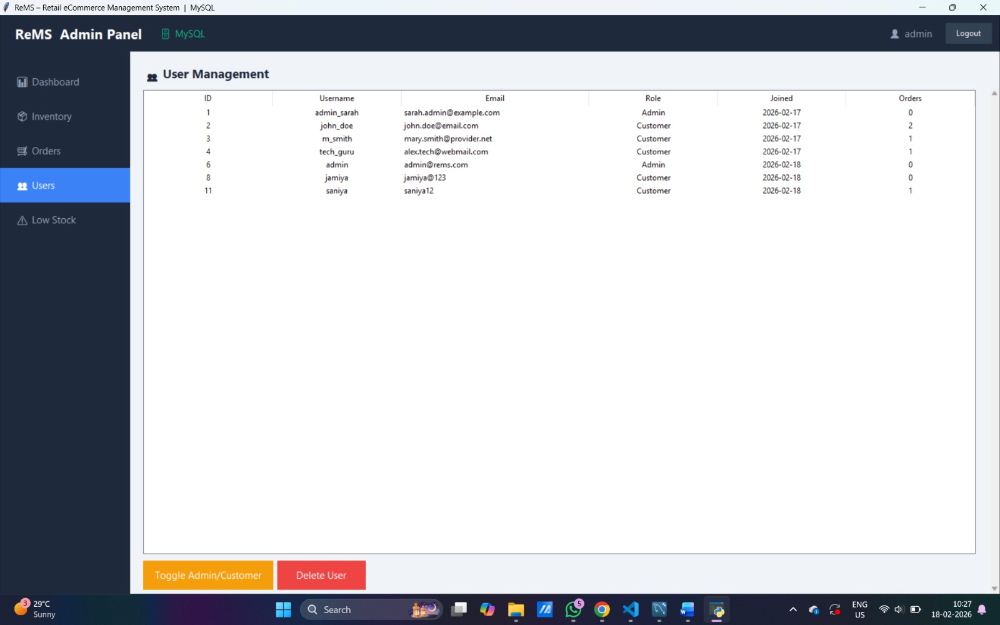 ReMS – Retail eCommerce Management System | MySQL
ReMS Admin Panel
MySQL
admin
Logout
Dashboard
Inventory
Orders
Users
Low Stock
User Management
ID Username Email Role Joined Orders
1 admin_sarah sarah.admin@example.com Admin 2026-02-17 0
2 john_doe john.doe@email.com Customer 2026-02-17 2
3 m_smith mary.smith@provider.net Customer 2026-02-17 1
4 tech_guru alex.tech@webmail.com Customer 2026-02-17 1
6 admin admin@rems.com Admin 2026-02-18 0
8 jamiya jamiya@123 Customer 2026-02-18 0
11 saniya saniya12 Customer 2026-02-18 1
Toggle Admin/Customer
Delete User
3
29°C
Sunny
Search
5
W
ENG
US
10:27
18-02-2026